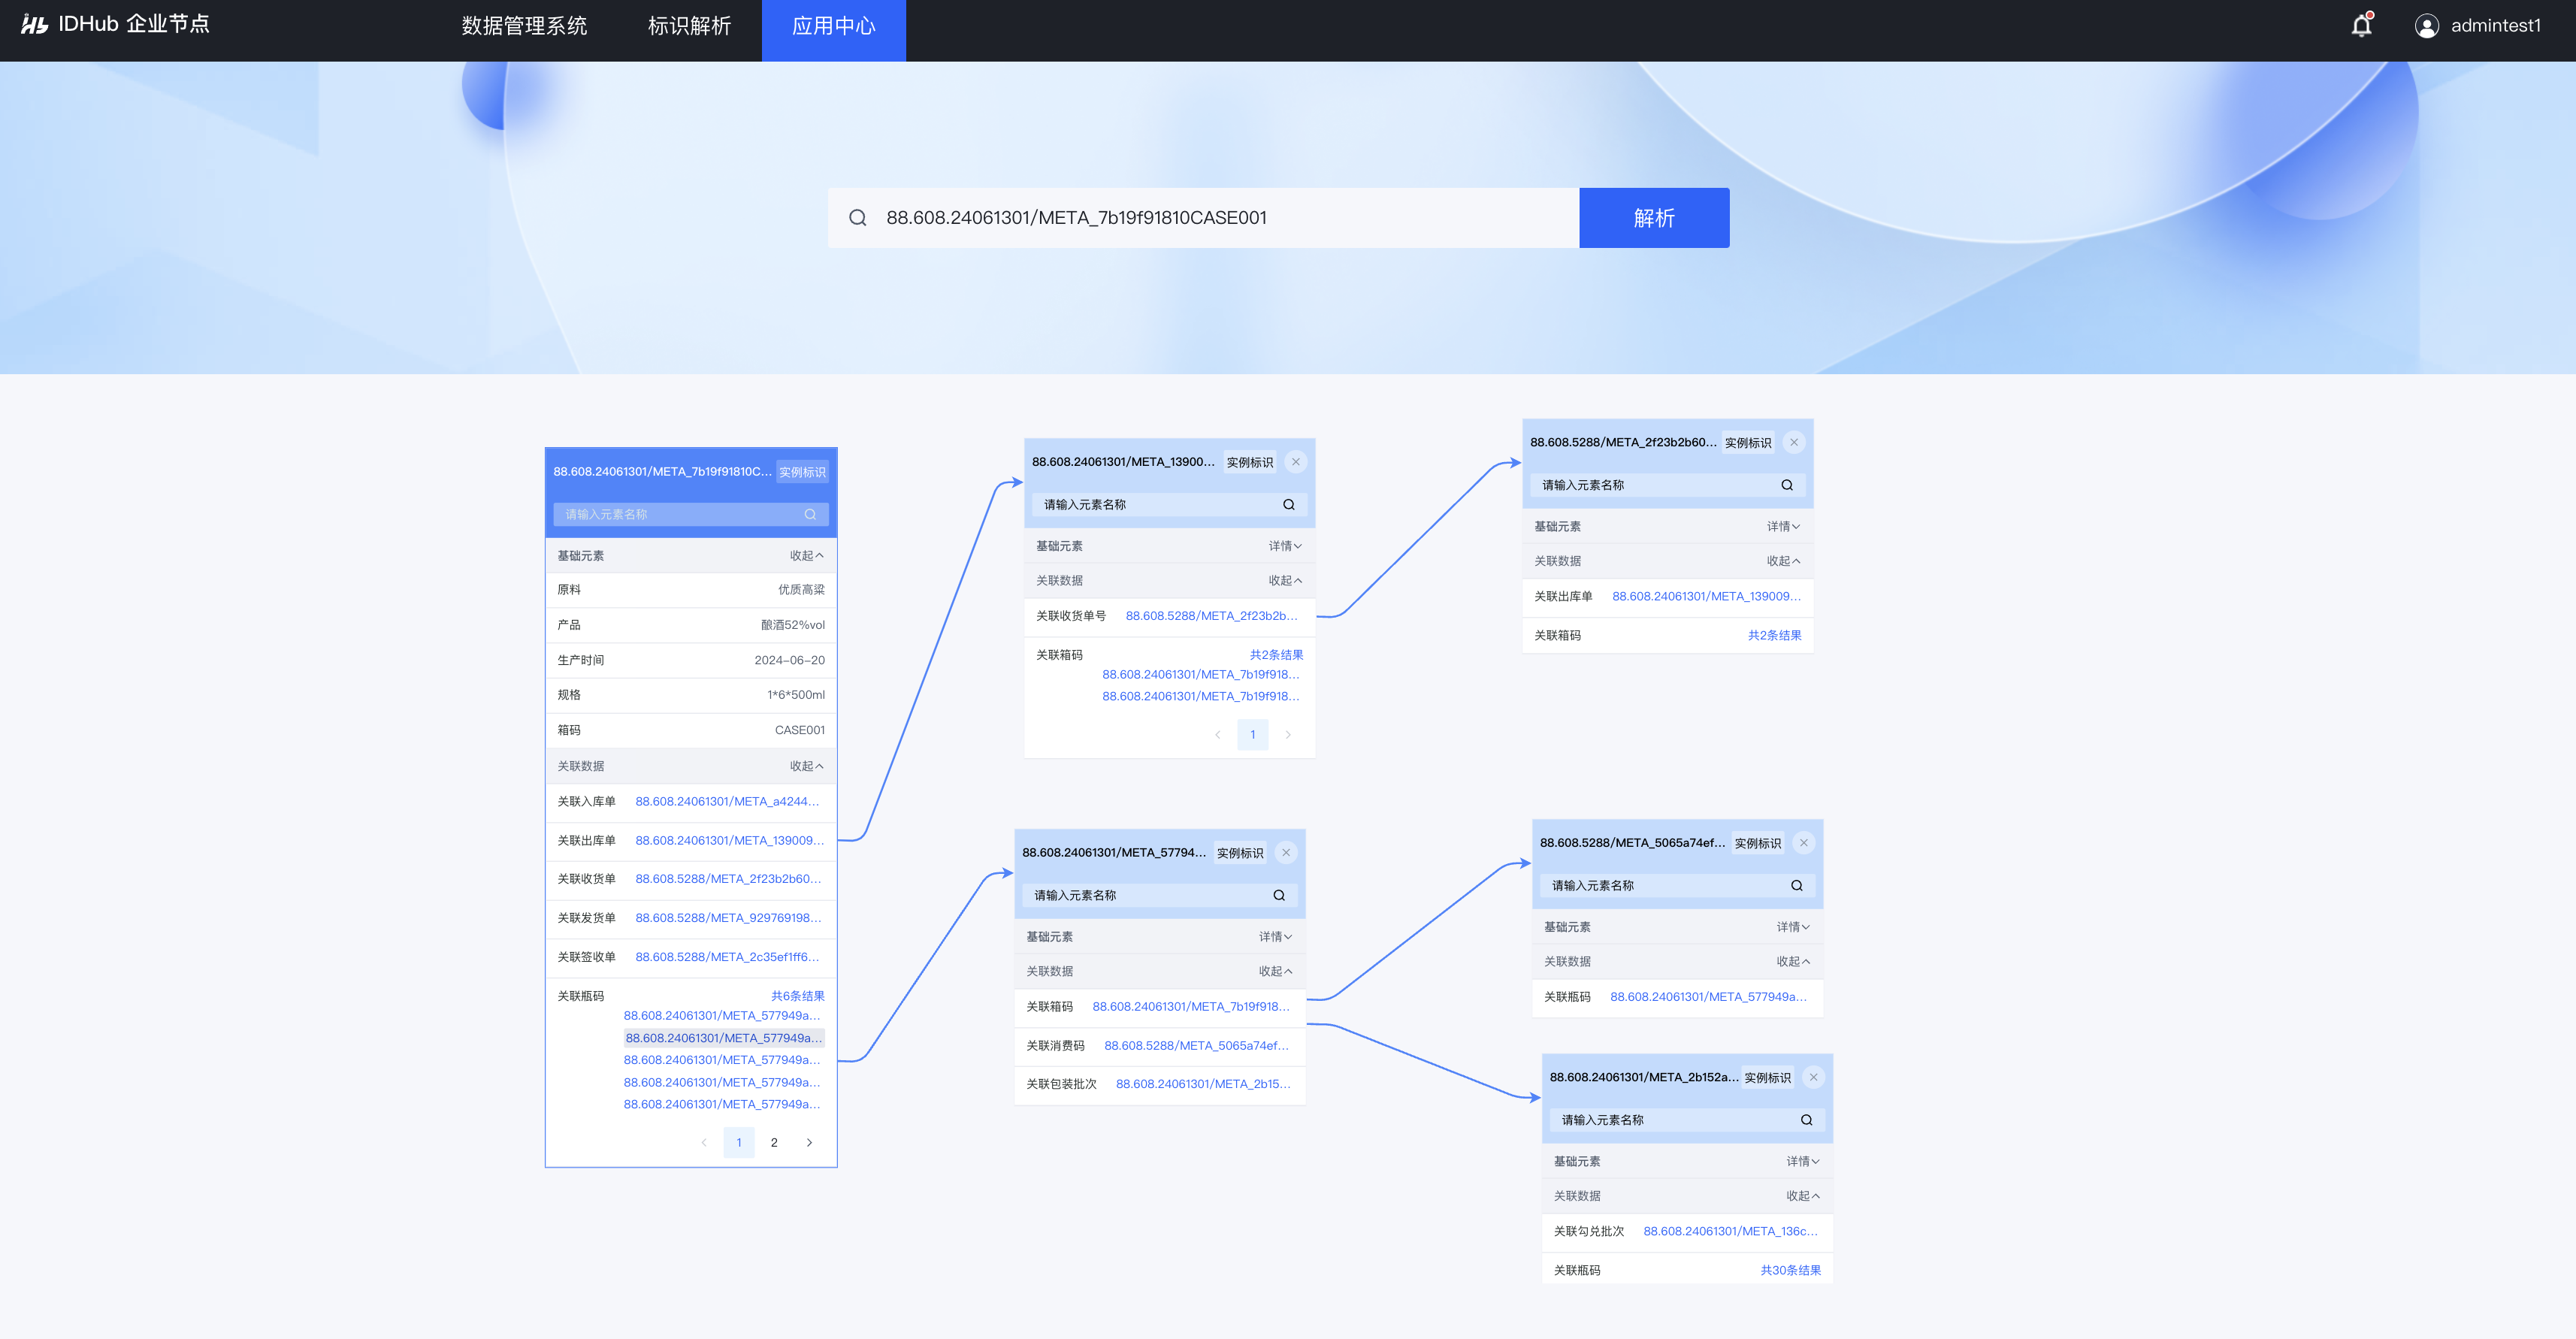 IDHub 企业节点
数据管理系统
标识解析
应用中心
admintest1
88.608.24061301/META_7b19f91810CASE001
解析
88.608.24061301/META_7b19f91810C... 实例标识
请输入元素名称
基础元素 收起
原料 优质高粱
产品 酿酒52%vol
生产时间 2024-06-20
规格 1*6*500ml
箱码 CASE001
关联数据 收起
关联入库单 88.608.24061301/META_a4244...
关联出库单 88.608.24061301/META_139009...
关联收货单 88.608.5288/META_2f23b2b60...
关联发货单 88.608.5288/META_929769198...
关联签收单 88.608.5288/META_2c35ef1ff6...
关联瓶码 共6条结果
88.608.24061301/META_577949a...
88.608.24061301/META_577949a...
88.608.24061301/META_577949a...
88.608.24061301/META_577949a...
88.608.24061301/META_577949a...
1 2
88.608.24061301/META_13900... 实例标识
请输入元素名称
基础元素 详情
关联数据 收起
关联收货单号 88.608.5288/META_2f23b2b...
关联箱码 共2条结果
88.608.24061301/META_7b19f918...
88.608.24061301/META_7b19f918...
1
88.608.5288/META_2f23b2b60... 实例标识
请输入元素名称
基础元素 详情
关联数据 收起
关联出库单 88.608.24061301/META_139009...
关联箱码 共2条结果
88.608.24061301/META_57794... 实例标识
请输入元素名称
基础元素 详情
关联数据 收起
关联箱码 88.608.24061301/META_7b19f918...
关联消费码 88.608.5288/META_5065a74ef...
关联包装批次 88.608.24061301/META_2b15...
88.608.5288/META_5065a74ef... 实例标识
请输入元素名称
基础元素 详情
关联数据 收起
关联瓶码 88.608.24061301/META_577949a...
88.608.24061301/META_2b152a... 实例标识
请输入元素名称
基础元素 详情
关联数据 收起
关联勾兑批次 88.608.24061301/META_136c...
关联瓶码 共30条结果